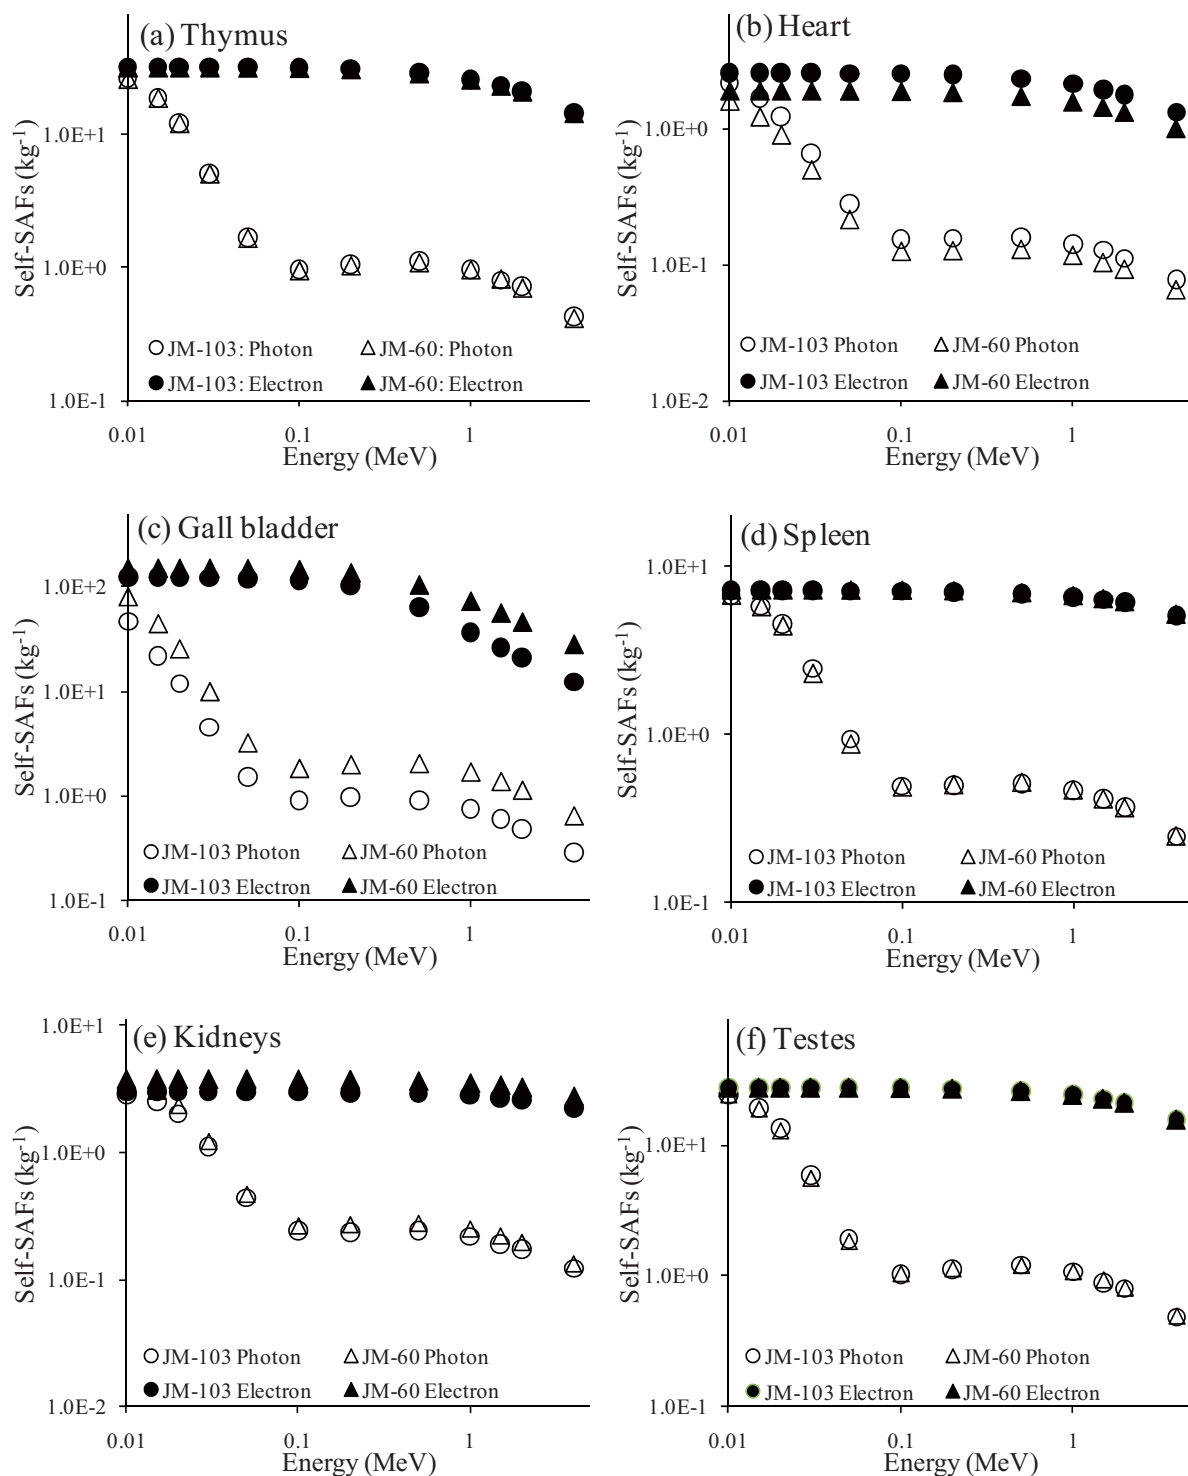 (a) Thymus
Self-SAFs (kg-1)
1.0E+1
1.0E+0
1.0E-1
JM-103: Photon JM-60: Photon
JM-103: Electron JM-60: Electron
0.01 0.1 1
Energy (MeV)
(b) Heart
Self-SAFs (kg-1)
1.0E+0
1.0E-1
1.0E-2
JM-103 Photon JM-60 Photon
JM-103 Electron JM-60 Electron
0.01 0.1 1
Energy (MeV)
(c) Gall bladder
Self-SAFs (kg-1)
1.0E+2
1.0E+1
1.0E+0
1.0E-1
JM-103 Photon JM-60 Photon
JM-103 Electron JM-60 Electron
0.01 0.1 1
Energy (MeV)
(d) Spleen
Self-SAFs (kg-1)
1.0E+1
1.0E+0
1.0E-1
JM-103 Photon JM-60 Photon
JM-103 Electron JM-60 Electron
0.01 0.1 1
Energy (MeV)
(e) Kidneys
Self-SAFs (kg-1)
1.0E+1
1.0E+0
1.0E-1
1.0E-2
JM-103 Photon JM-60 Photon
JM-103 Electron JM-60 Electron
0.01 0.1 1
Energy (MeV)
(f) Testes
Self-SAFs (kg-1)
1.0E+1
1.0E+0
1.0E-1
JM-103 Photon JM-60 Photon
JM-103 Electron JM-60 Electron
0.01 0.1 1
Energy (MeV)